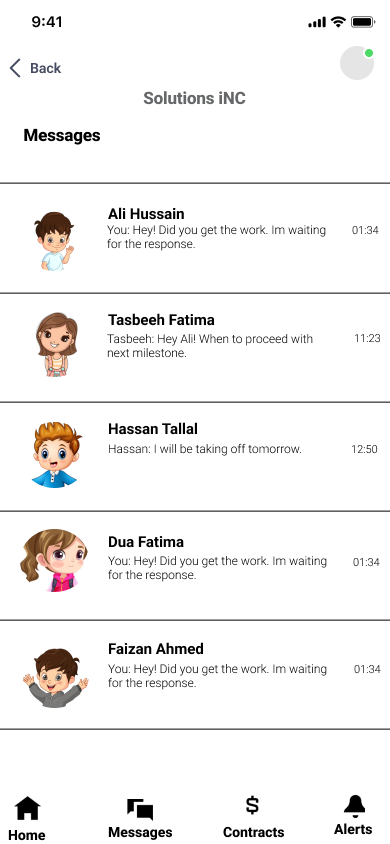 9:41
Back
Solutions iNC
Messages
Ali Hussain
You: Hey! Did you get the work. Im waiting
for the response.
01:34
Tasbeeh Fatima
Tasbeeh: Hey Ali! When to proceed with
next milestone.
11:23
Hassan Tallal
Hassan: I will be taking off tomorrow.
12:50
Dua Fatima
You: Hey! Did you get the work. Im waiting
for the response.
01:34
Faizan Ahmed
You: Hey! Did you get the work. Im waiting
for the response.
01:34
Home
Messages
Contracts
Alerts